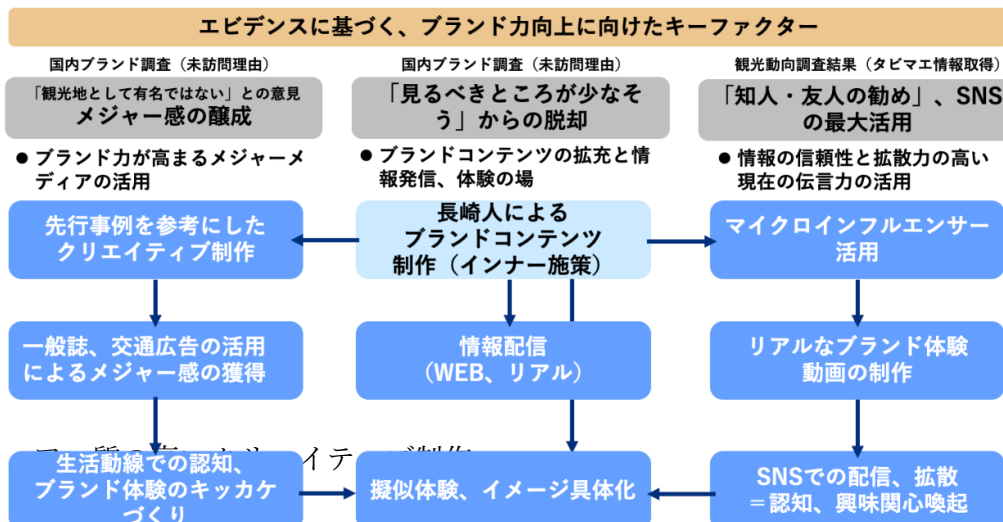 エビデンスに基づく、ブランド力向上に向けたキーファクター
国内ブランド調査（未訪問理由）
「観光地として有名ではない」との意見
メジャー感の醸成
● ブランド力が高まるメジャーメ
ディアの活用
先行事例を参考にした
クリエイティブ制作
一般誌、交通広告の活用
によるメジャー感の獲得
生活動線での認知、
ブランド体験のキッカケ
づくり
国内ブランド調査（未訪問理由）
「見るべきところが少なそ
う」からの脱却
● ブランドコンテンツの拡充と情
報発信、体験の場
長崎人による
ブランドコンテンツ
制作（インナー施策）
情報配信
（WEB、リアル）
擬似体験、イメージ具体化
観光動向調査結果（タビマエ情報取得）
「知人・友人の勧め」、SNS
の最大活用
● 情報の信頼性と拡散力の高い
現在の伝言力の活用
マイクロインフルエンサー
活用
リアルなブランド体験
動画の制作
SNSでの配信、拡散
＝認知、興味関心喚起